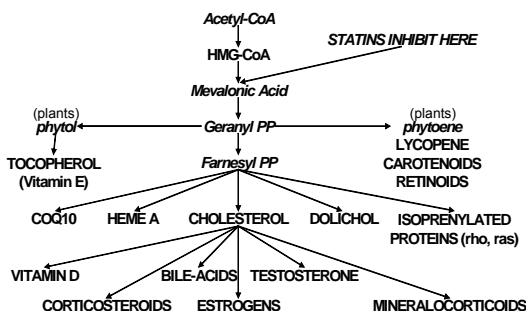 Acetyl-CoA
STATINS INHIBIT HERE
HMG-CoA
Mevalonic Acid
(plants)
phytol
Geranyl PP
(plants)
phytoene
TOCOPHEROL
(Vitamin E)
Farnesyl PP
LYCOPENE
CAROTENOIDS
RETINOIDS
COQ10
HEME A
CHOLESTEROL
DOLICHOL
ISOPRENYLATED
PROTEINS (rho, ras)
VITAMIN D
BILE-ACIDS
TESTOSTERONE
CORTICOSTEROIDS
ESTROGENS
MINERALOCORTICOIDS